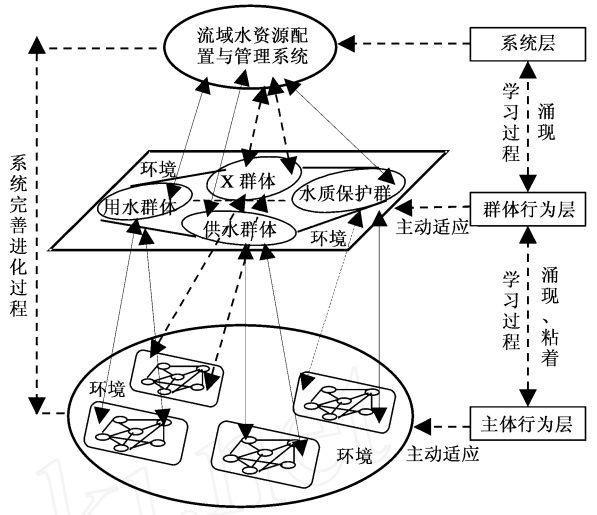 流域水资源配
置与管理系统
系统层
学习过程
涌现
环境
X 群体
水质保护群
用水群体
供水群体
环境
群体行为层
主动适应
系统完善进化过程
学习过程
涌现、粘着
环境
环境
主体行为层
主动适应